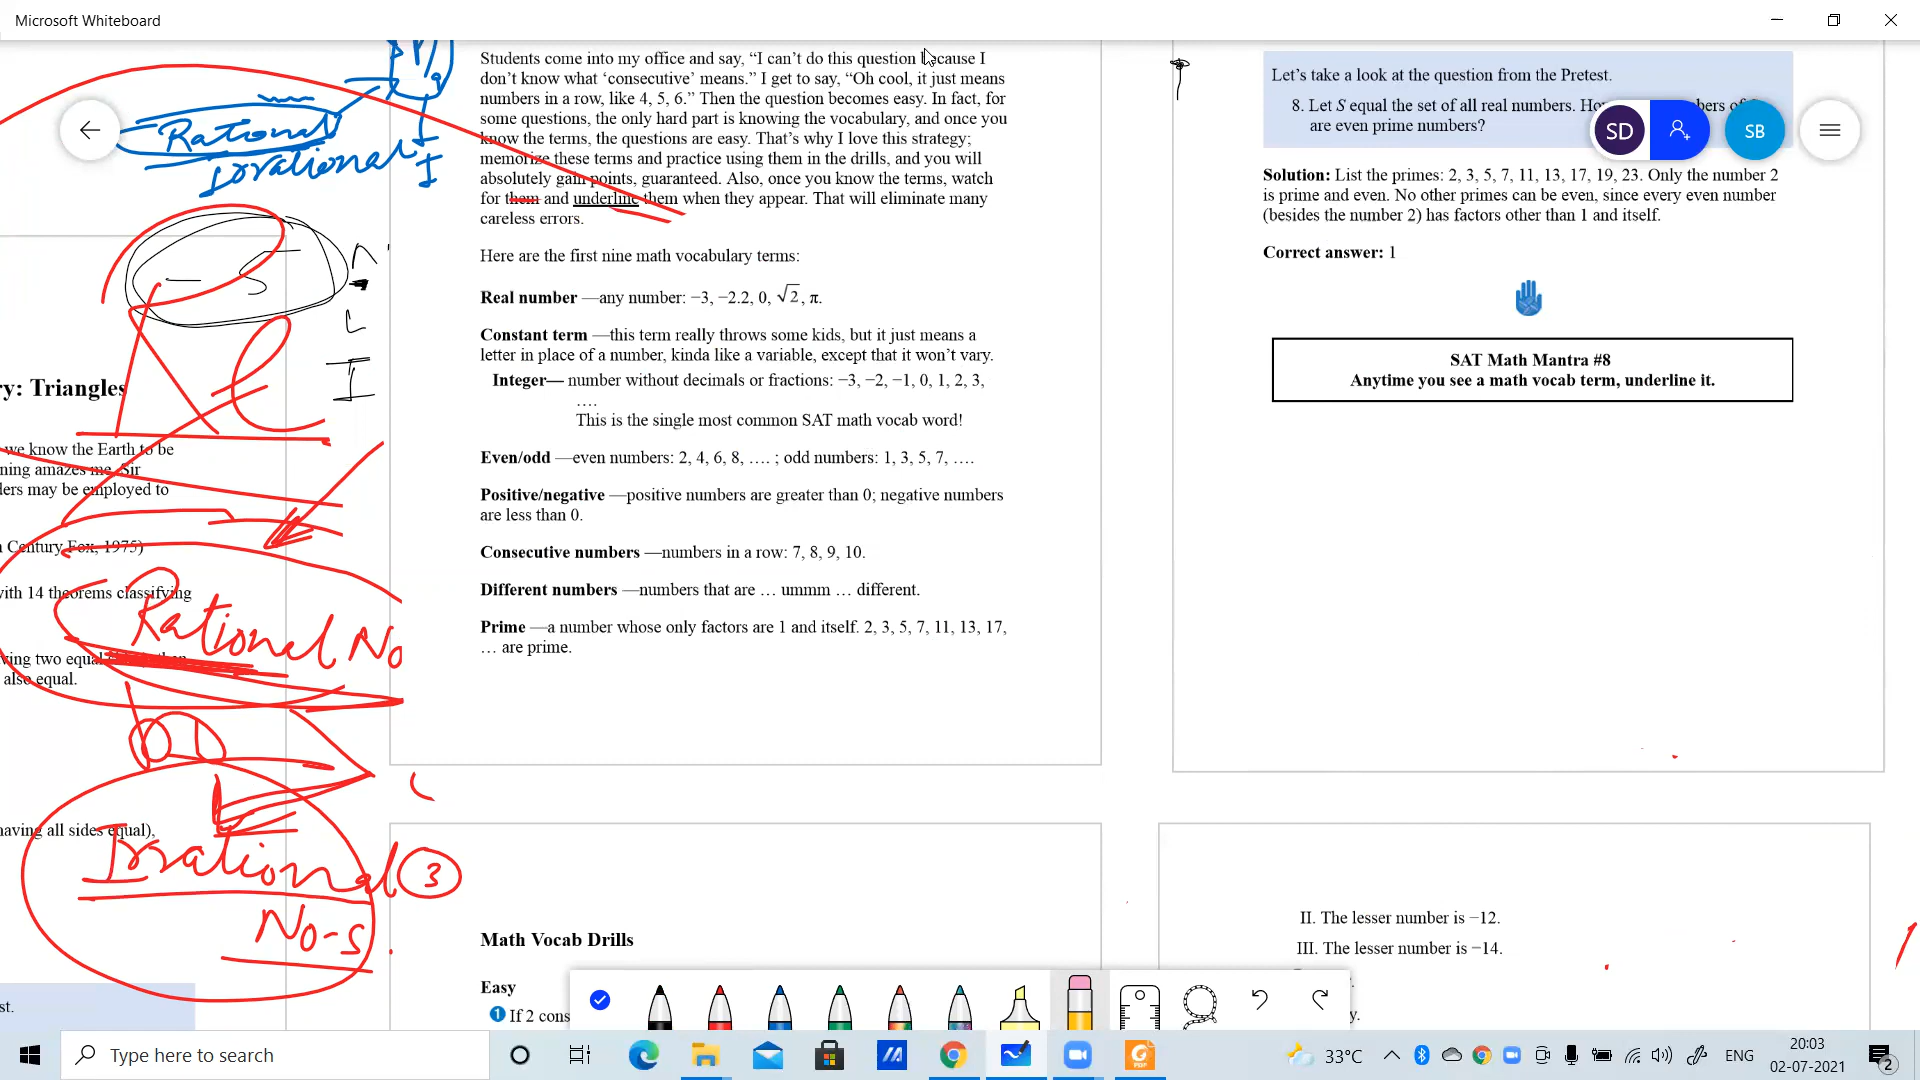 Microsoft Whiteboard
Students come into my office and say, “I can’t do this question because I
don’t know what ‘consecutive’ means.” I get to say, “Oh cool, it just means
numbers in a row, like 4, 5, 6.” Then the question becomes easy. In fact, for
some questions, the only hard part is knowing the vocabulary, and once you
know the terms, the questions are easy. That’s why I love this strategy;
memorize these terms and practice using them in the drills, and you will
absolutely gain points, guaranteed. Also, once you know the terms, watch
for them and underline them when they appear. That will eliminate many
careless errors.
Here are the first nine math vocabulary terms:
Real number —any number: −3, −2.2, 0, √2, π.
Constant term —this term really throws some kids, but it just means a
letter in place of a number, kinda like a variable, except that it won’t vary.
Integer— number without decimals or fractions: −3, −2, −1, 0, 1, 2, 3,
….
This is the single most common SAT math vocab word!
Even/odd —even numbers: 2, 4, 6, 8, …. ; odd numbers: 1, 3, 5, 7, ….
Positive/negative —positive numbers are greater than 0; negative numbers
are less than 0.
Consecutive numbers —numbers in a row: 7, 8, 9, 10.
Different numbers —numbers that are … ummm … different.
Prime —a number whose only factors are 1 and itself. 2, 3, 5, 7, 11, 13, 17,
… are prime.
Math Vocab Drills
Easy
1 If 2 cons
Let’s take a look at the question from the Pretest.
8. Let S equal the set of all real numbers.
are even prime numbers?
SD
SB
Solution: List the primes: 2, 3, 5, 7, 11, 13, 17, 19, 23. Only the number 2
is prime and even. No other primes can be even, since every even number
(besides the number 2) has factors other than 1 and itself.
Correct answer: 1
SAT Math Mantra #8
Anytime you see a math vocab term, underline it.
II. The lesser number is −12.
III. The lesser number is −14.
y.
Rational
Irrational
I
− 5
N
I
ry: Triangles
we know the Earth to be
ning amazes me. Sir
ders may be employed to
n Century Fox, 1975)
with 14 theorems classifying
Rational No
ving two equal
also equal.
having all sides equal),
Irrational 3
No-s.
st.
Type here to search
33°C
ENG
20:03
02-07-2021
2